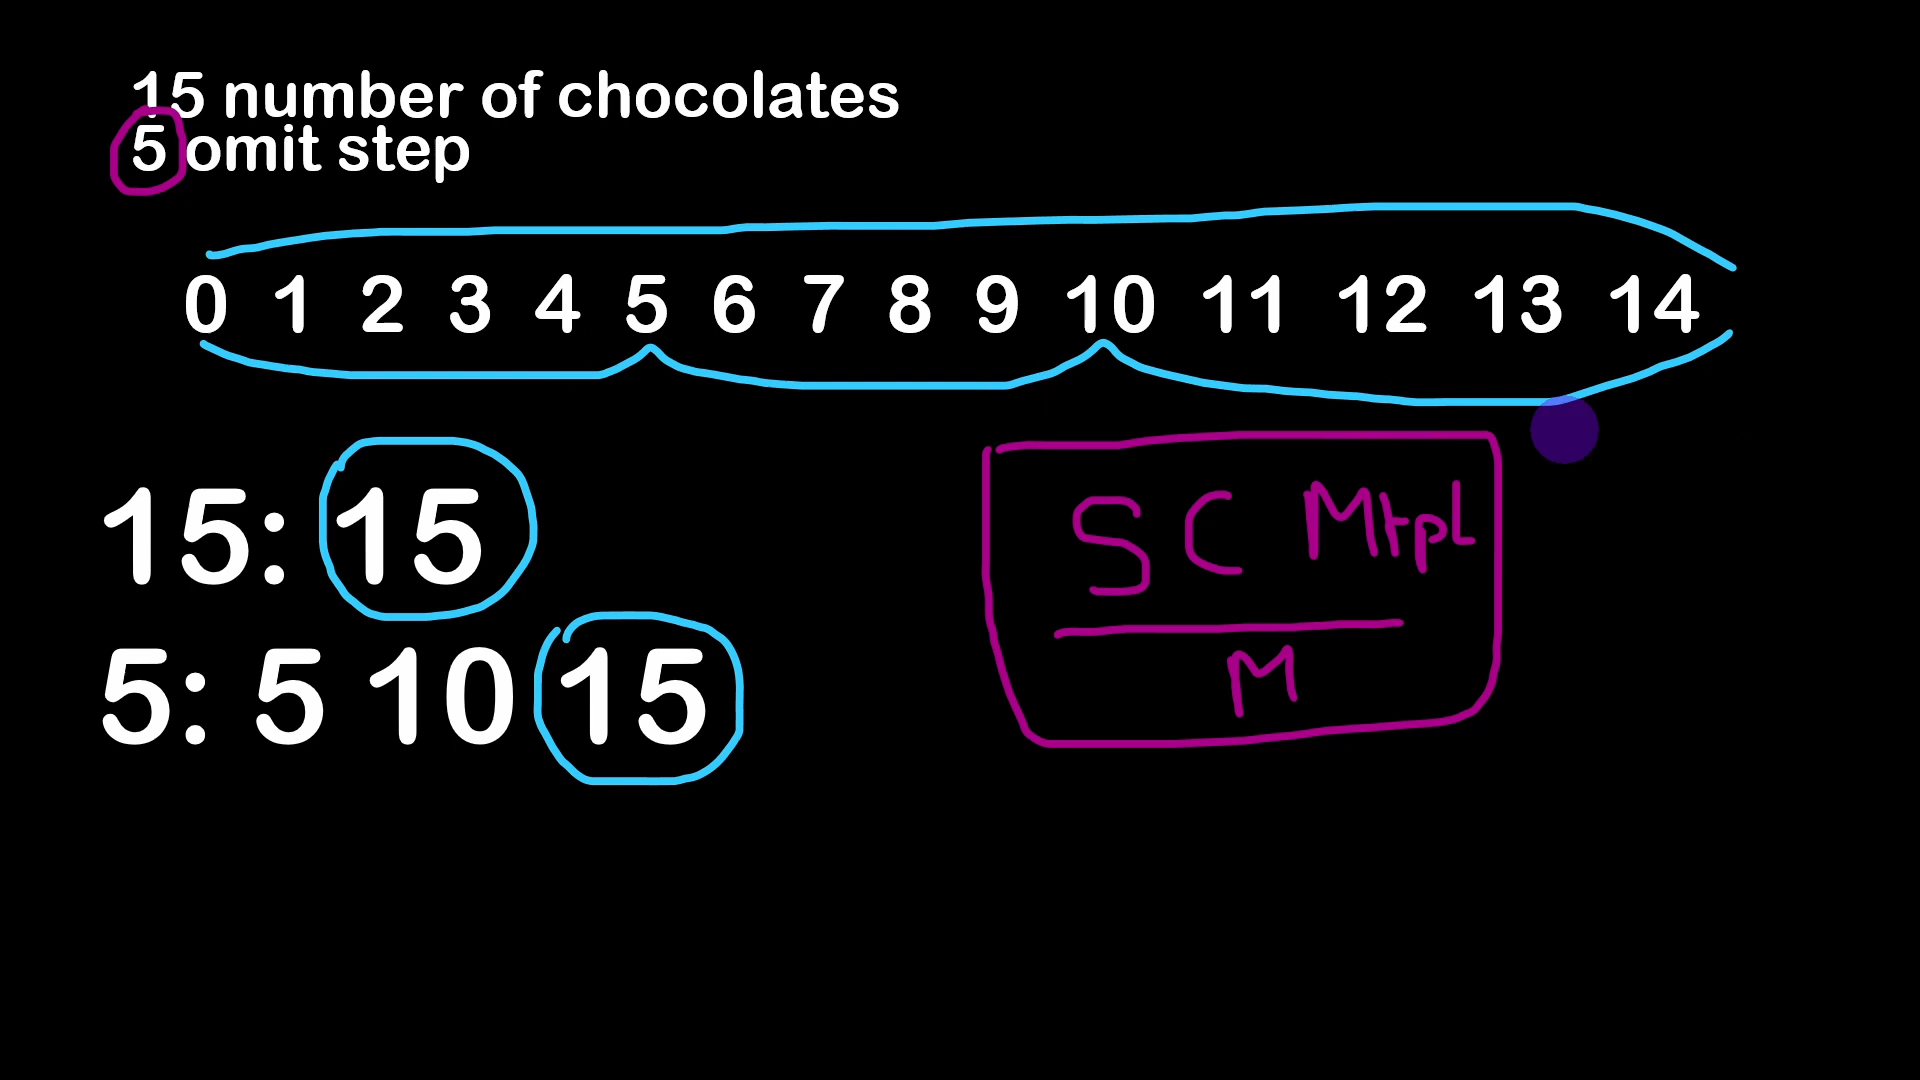 15 number of chocolates
5 omit step
0 1 2 3 4 5 6 7 8 9 10 11 12 13 14
15: 15
5: 5 10 15
S C Mtpl
M